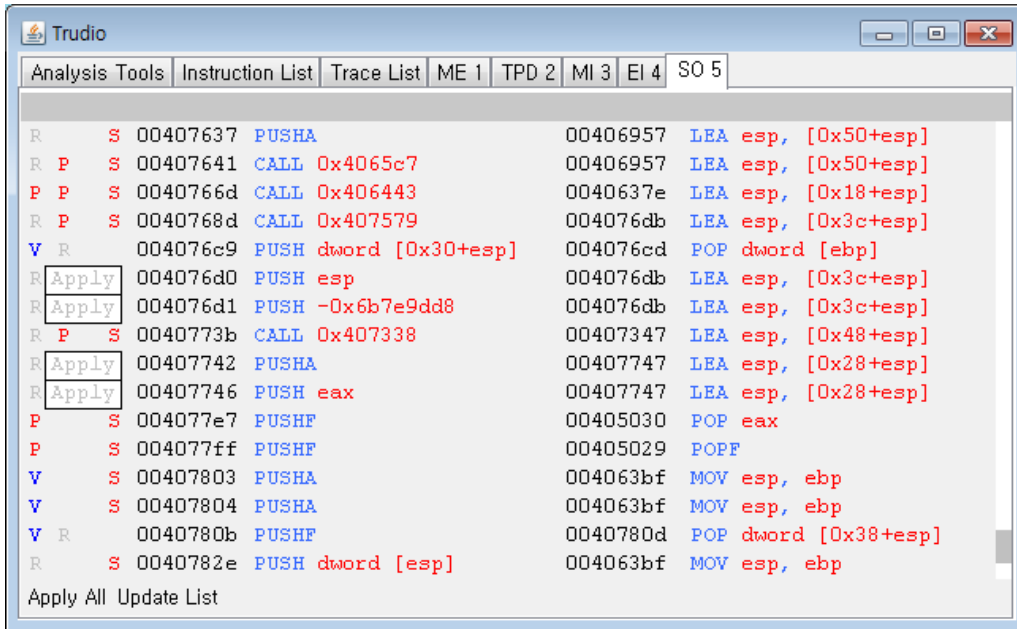 Trudio
Analysis Tools Instruction List Trace List ME 1 TPD 2 MI 3 EI 4 SO 5
R S 00407637 PUSHA 00406957 LEA esp, [0x50+esp]
R P S 00407641 CALL 0x4065c7 00406957 LEA esp, [0x50+esp]
P P S 0040766d CALL 0x406443 0040637e LEA esp, [0x18+esp]
R P S 0040768d CALL 0x407579 004076db LEA esp, [0x3c+esp]
V R 004076c9 PUSH dword [0x30+esp] 004076cd POP dword [ebp]
R Apply 004076d0 PUSH esp 004076db LEA esp, [0x3c+esp]
R Apply 004076d1 PUSH -0x6b7e9dd8 004076db LEA esp, [0x3c+esp]
R P S 0040773b CALL 0x407338 00407347 LEA esp, [0x48+esp]
R Apply 00407742 PUSHA 00407747 LEA esp, [0x28+esp]
R Apply 00407746 PUSH eax 00407747 LEA esp, [0x28+esp]
P S 004077e7 PUSHF 00405030 POP eax
P S 004077ff PUSHF 00405029 POPF
V S 00407803 PUSHA 004063bf MOV esp, ebp
V S 00407804 PUSHA 004063bf MOV esp, ebp
V R 0040780b PUSHF 0040780d POP dword [0x38+esp]
R S 0040782e PUSH dword [esp] 004063bf MOV esp, ebp
Apply All Update List